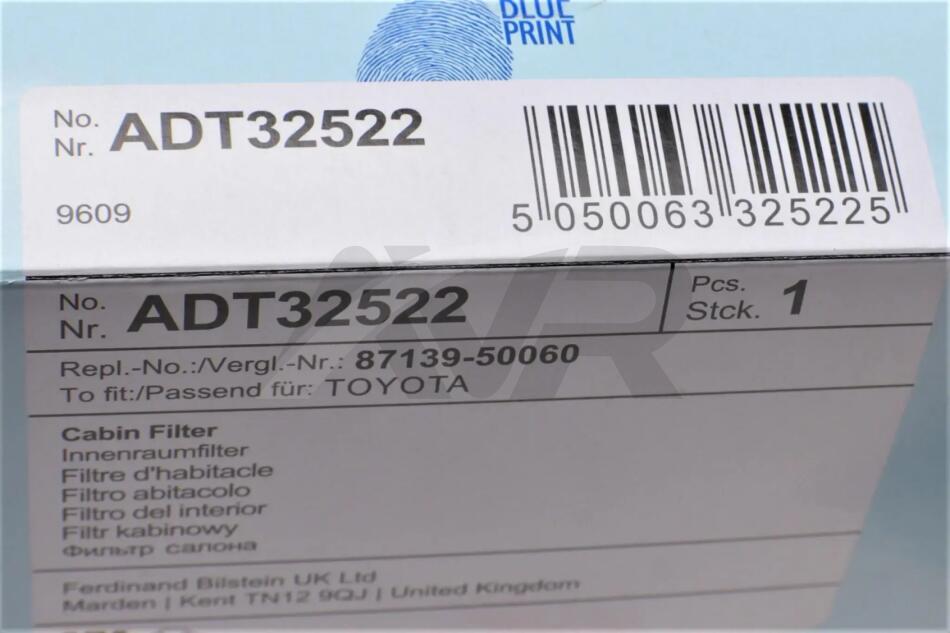 BLUE
PRINT
No.
Nr. ADT32522
9609
5 050063 325225
No.
Nr. ADT32522
Pcs.
Stck. 1
Repl.-No.:/Vergl.-Nr.: 87139-50060
To fit:/Passend für: TOYOTA
Cabin Filter
Innenraumfilter
Filtre d'habitacle
Filtro abitacolo
Filtro del interior
Filtr kabinowy
Фильтр салона
Ferdinand Bilstein UK Ltd
Marden | Kent TN12 9QJ | United Kingdom